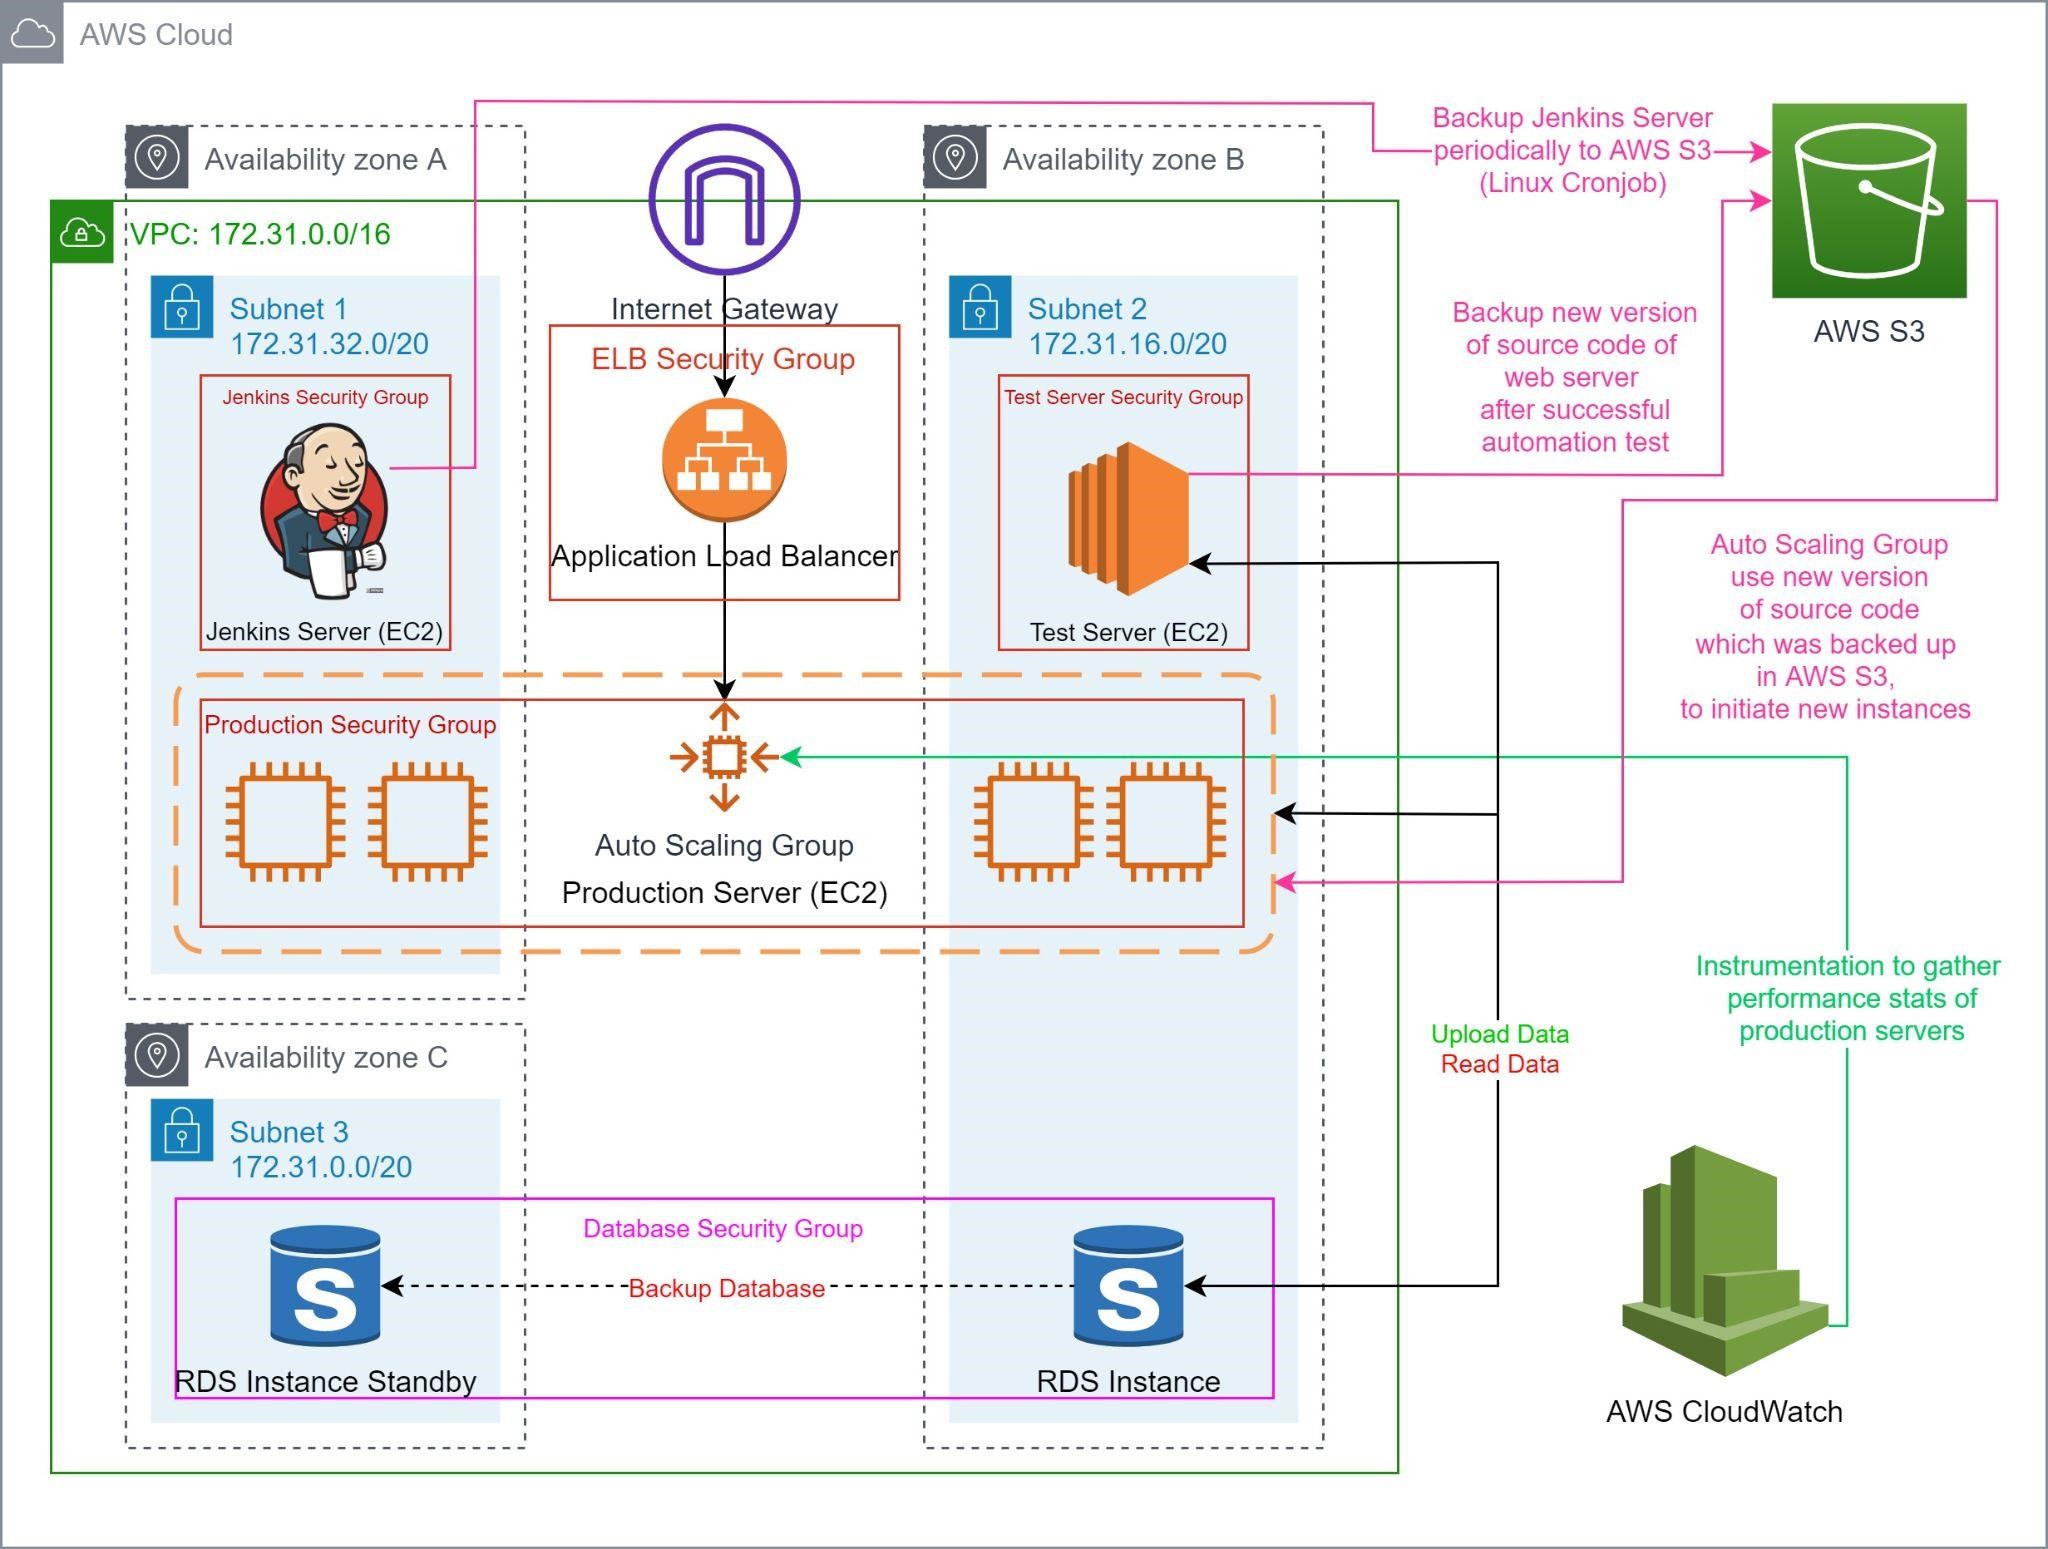 AWS Cloud
Availability zone A
Availability zone B
Backup Jenkins Server
periodically to AWS S3
(Linux Cronjob)
VPC: 172.31.0.0/16
Subnet 1
172.31.32.0/20
Internet Gateway
Subnet 2
172.31.16.0/20
AWS S3
Backup new version
of source code of
web server
after successful
automation test
ELB Security Group
Jenkins Security Group
Test Server Security Group
Application Load Balancer
Jenkins Server (EC2)
Test Server (EC2)
Auto Scaling Group
use new version
of source code
which was backed up
in AWS S3,
to initiate new instances
Production Security Group
Auto Scaling Group
Production Server (EC2)
Instrumentation to gather
performance stats of
production servers
Upload Data
Read Data
Availability zone C
Subnet 3
172.31.0.0/20
Database Security Group
S
Backup Database
S
RDS Instance Standby
RDS Instance
AWS CloudWatch